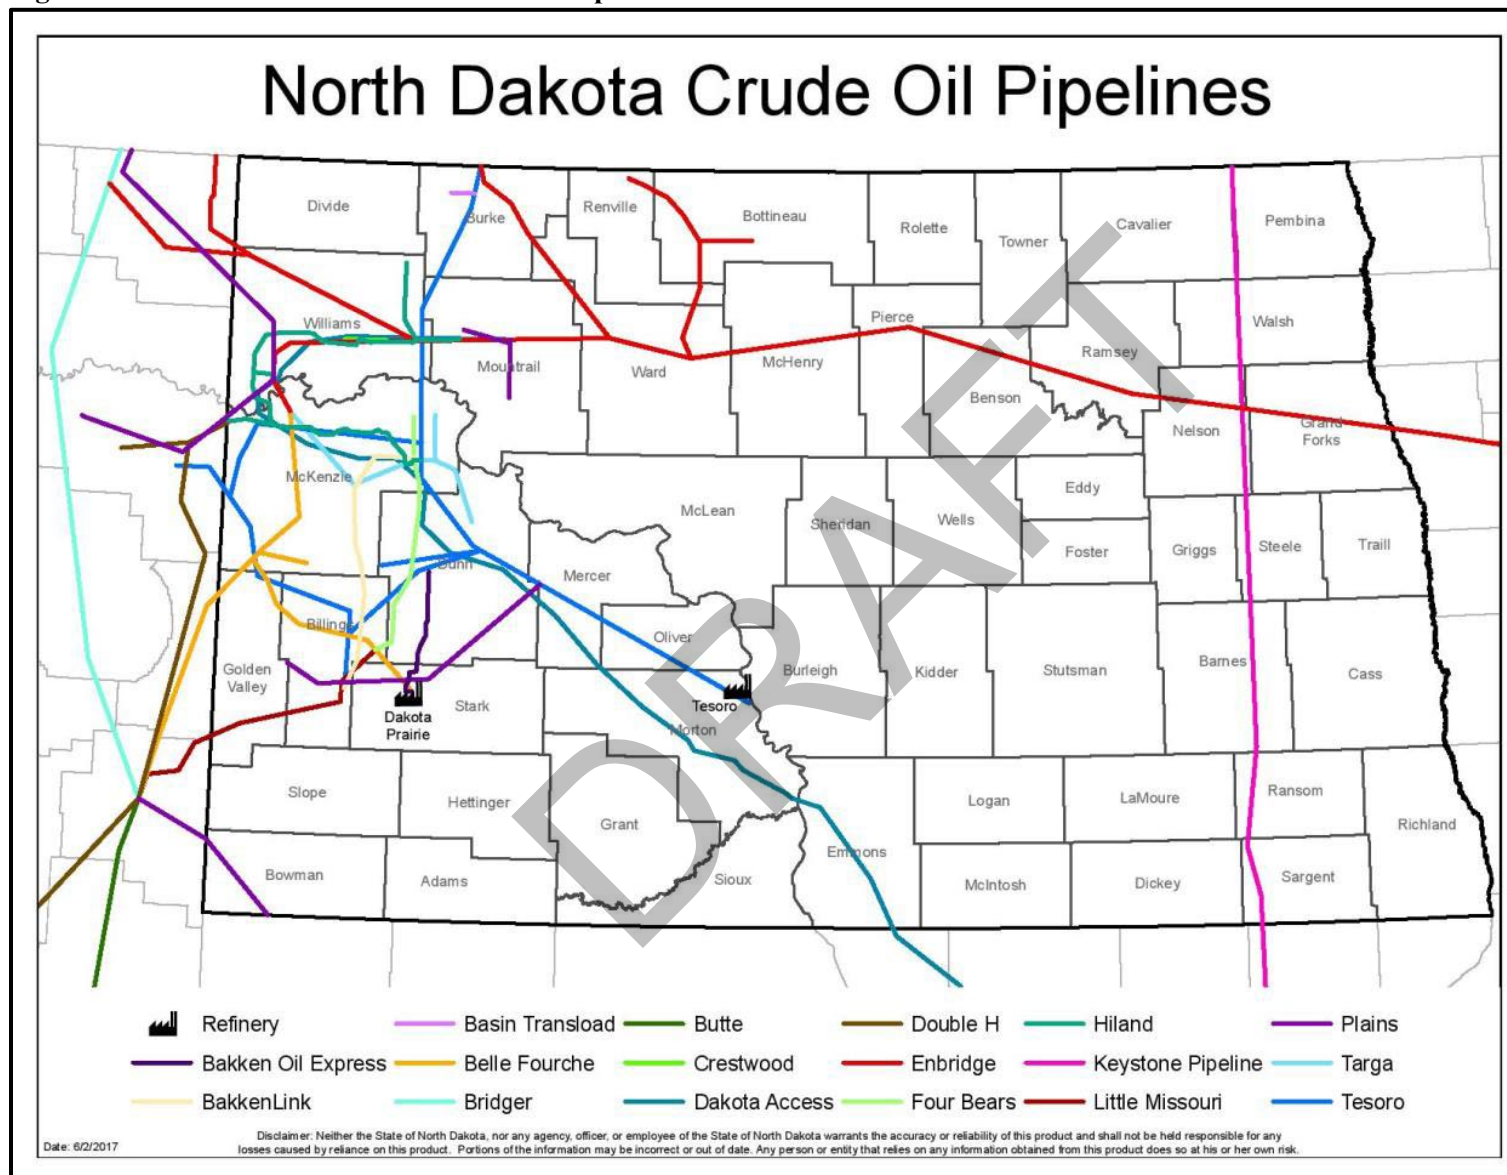 North Dakota Crude Oil Pipelines
Divide
Burke
Renville
Bottineau
Rolette
Towner
Cavalier
Pembina
Williams
Mountrail
Ward
McHenry
Pierce
Benson
Ramsey
Walsh
Nelson
Grand
Forks
McKenzie
McLean
Sheridan
Wells
Eddy
Foster
Griggs
Steele
Traill
Dunn
Mercer
Oliver
Billings
Golden
Valley
Burleigh
Kidder
Stutsman
Barnes
Cass
Dakota
Prairie
Stark
Tesoro
Morton
Slope
Hettinger
Grant
Logan
LaMoure
Ransom
Richland
Bowman
Adams
Sioux
Emmons
McIntosh
Dickey
Sargent
DRAFT
Refinery
Basin Transload
Butte
Double H
Hiland
Plains
Bakken Oil Express
Belle Fourche
Crestwood
Enbridge
Keystone Pipeline
Targa
BakkenLink
Bridger
Dakota Access
Four Bears
Little Missouri
Tesoro
Date: 6/2/2017
Disclaimer: Neither the State of North Dakota, nor any agency, officer, or employee of the State of North Dakota warrants the accuracy or reliability of this product and shall not be held responsible for any
losses caused by reliance on this product. Portions of the information may be incorrect or out of date. Any person or entity that relies on any information obtained from this product does so at his or her own risk.